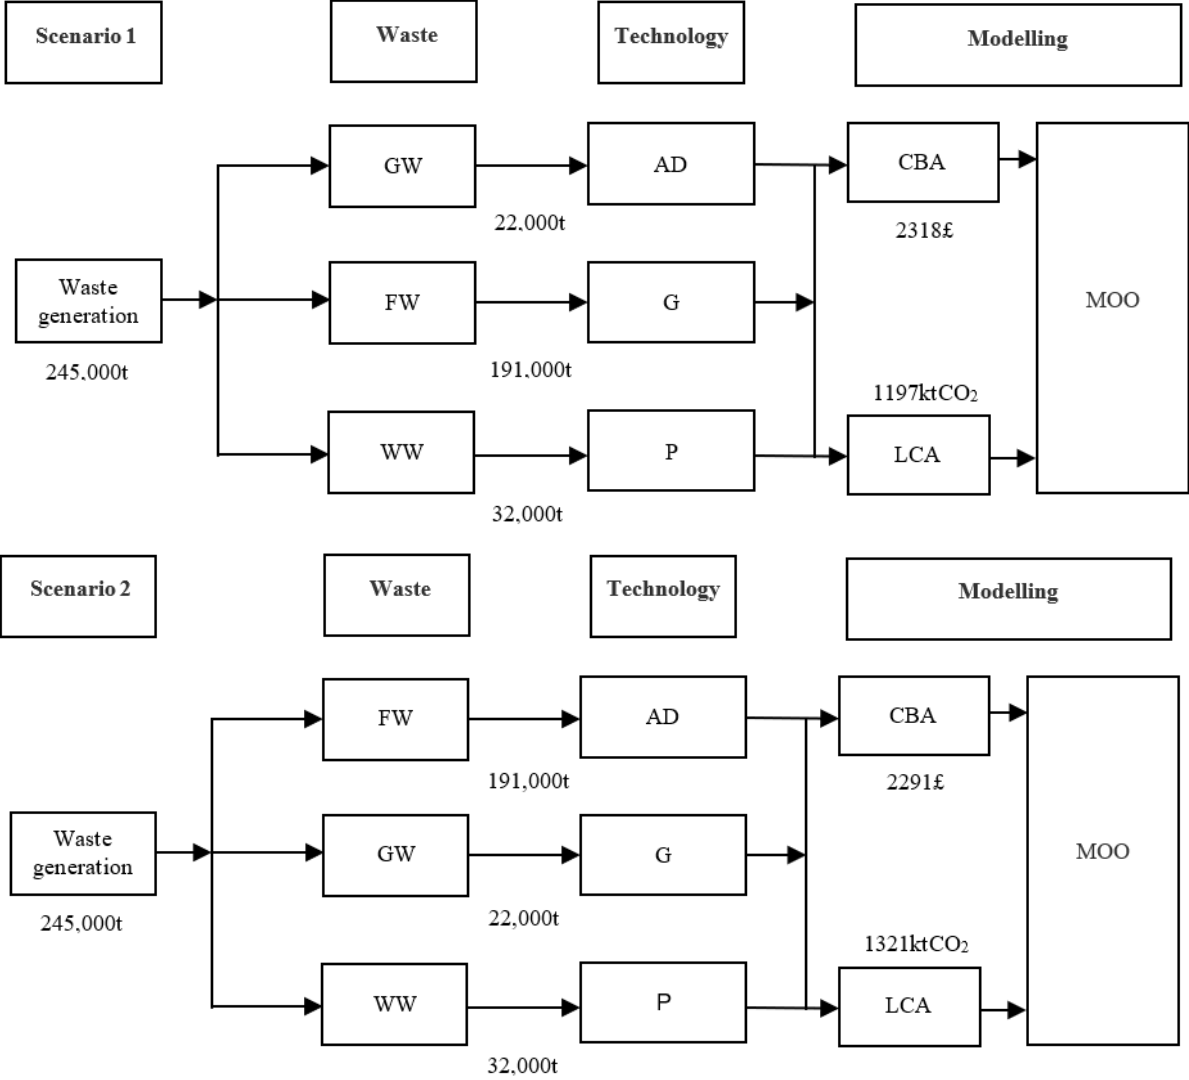 Scenario 1
Waste
Technology
Modelling
GW
AD
CBA
22,000t
2318£
Waste
generation
FW
G
MOO
245,000t
191,000t
1197ktCO₂
WW
P
LCA
32,000t
Scenario 2
Waste
Technology
Modelling
FW
AD
CBA
191,000t
2291£
Waste
generation
GW
G
MOO
245,000t
22,000t
1321ktCO₂
WW
P
LCA
32,000t